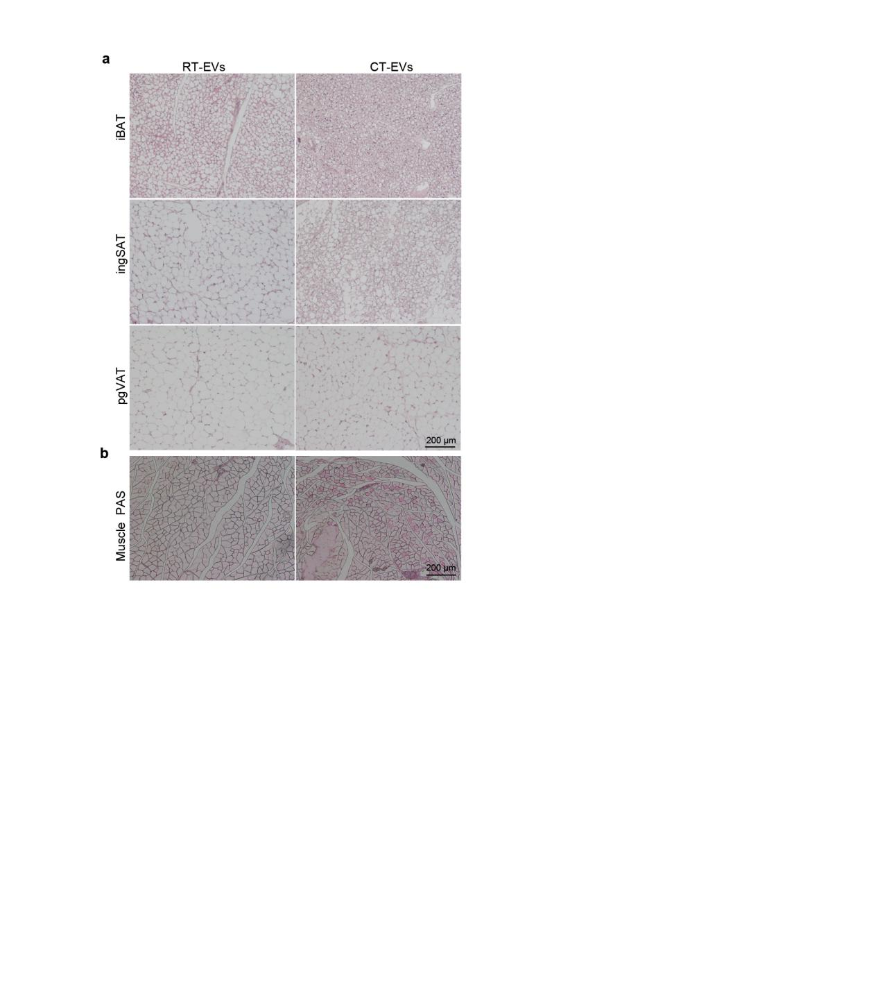 a
RT-EVs CT-EVs
iBAT
ingSAT
pgVAT
200 µm
b
Muscle PAS
200 µm